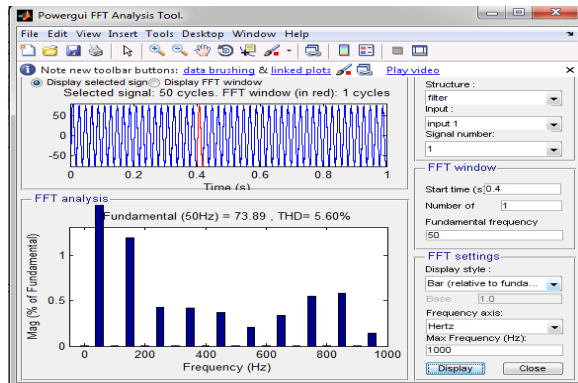 Powergui FFT Analysis Tool.
File Edit View Insert Tools Desktop Window Help
Note new toolbar buttons: data brushing & linked plots Play video
Display selected sign Display FFT window
Selected signal: 50 cycles. FFT window (in red): 1 cycles
50
0
-50
0 0.2 0.4 0.6 0.8 1
Time (s)
FFT analysis
Fundamental (50Hz) = 73.89 , THD= 5.60%
Mag (% of Fundamental)
1
0.5
0
0 200 400 600 800 1000
Frequency (Hz)
Structure :
filter
Input :
input 1
Signal number:
1
FFT window
Start time (s 0.4
Number of 1
Fundamental frequency
50
FFT settings
Display style :
Bar (relative to funda...
Base 1.0
Frequency axis:
Hertz
Max Frequency (Hz):
1000
Display Close